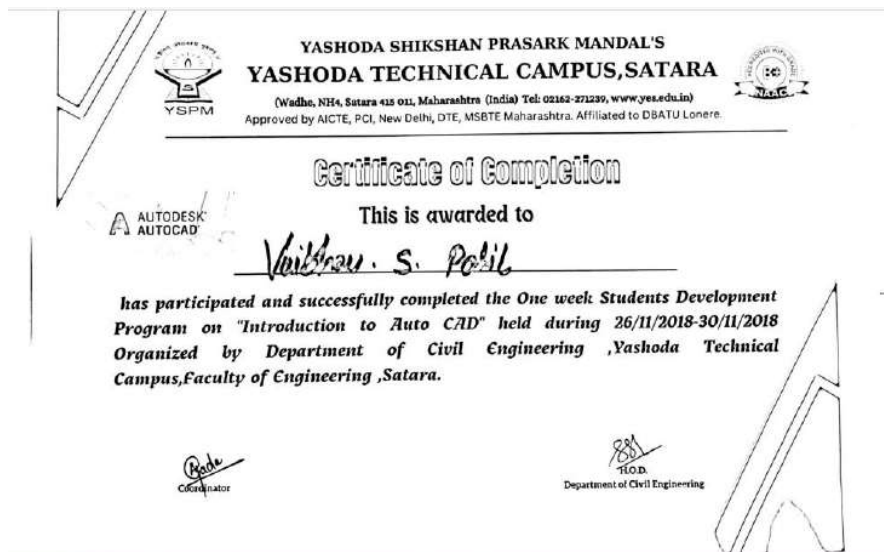 YASHODA SHIKSHAN PRASARK MANDAL'S
YASHODA TECHNICAL CAMPUS,SATARA
(Wadhe, NH4, Satara 415 011, Maharashtra (India) Tel: 02162-271239, www.yes.edu.in)
Approved by AICTE, PCI, New Delhi, DTE, MSBTE Maharashtra. Affiliated to DBATU Lonere.
YSPM
NAAC
Certificate of Completion
AUTODESK
AUTOCAD
This is awarded to
Vaibhav. S. Patil
has participated and successfully completed the One week Students Development
Program on "Introduction to Auto CAD" held during 26/11/2018-30/11/2018
Organized by Department of Civil Engineering ,Yashoda Technical
Campus,Faculty of Engineering ,Satara.
Coordinator
H.O.D.
Department of Civil Engineering